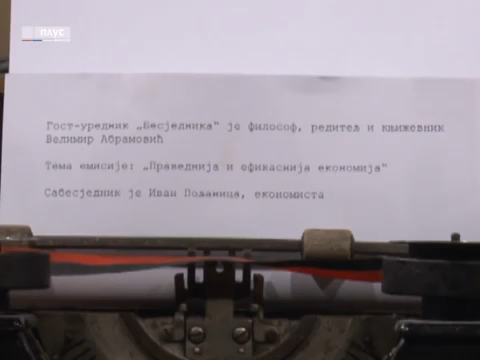 ПЛУС
Гост-уредник „Бесједника" је философ, редитељ и књижевник
Велимир Абрамовић
Тема емисије: „Праведнија и ефикаснија економија"
Сабесједник је Иван Пољаница, економиста